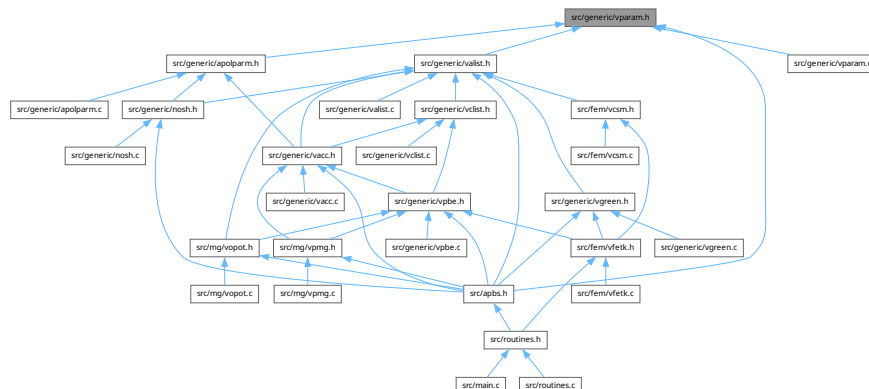 src/generic/vparam.h
src/generic/apolparm.h
src/generic/valist.h
src/generic/vparam.c
src/generic/apolparm.c
src/generic/nosh.h
src/generic/valist.c
src/generic/vclist.h
src/fem/vcsm.h
src/generic/nosh.c
src/generic/vacc.h
src/generic/vclist.c
src/fem/vcsm.c
src/generic/vacc.c
src/generic/vpbe.h
src/generic/vgreen.h
src/mg/vopot.h
src/mg/vpmg.h
src/generic/vpbe.c
src/fem/vfetk.h
src/generic/vgreen.c
src/mg/vopot.c
src/mg/vpmg.c
src/apbs.h
src/fem/vfetk.c
src/routines.h
src/main.c
src/routines.c